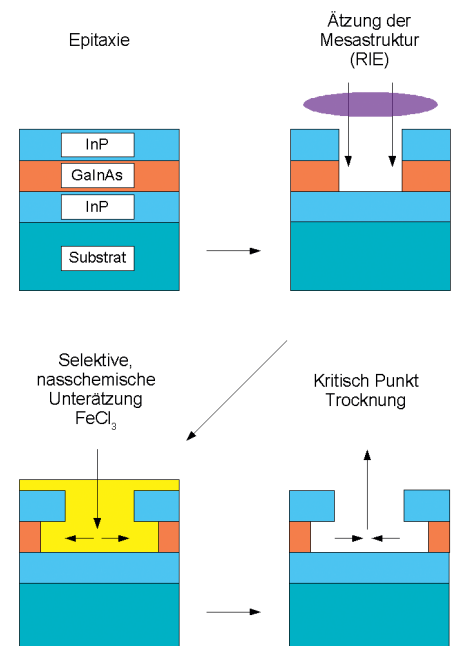 Epitaxie
Ätzung der
Mesastruktur
(RIE)
InP
GaInAs
InP
Substrat
Selektive,
nasschemische
Unterätzung
FeCl₃
Kritisch Punkt
Trocknung